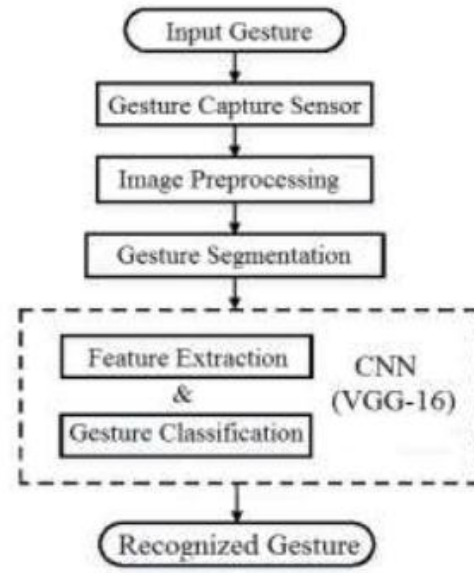 Input Gesture
Gesture Capture Sensor
Image Preprocessing
Gesture Segmentation
Feature Extraction
&
Gesture Classification
CNN
(VGG-16)
Recognized Gesture